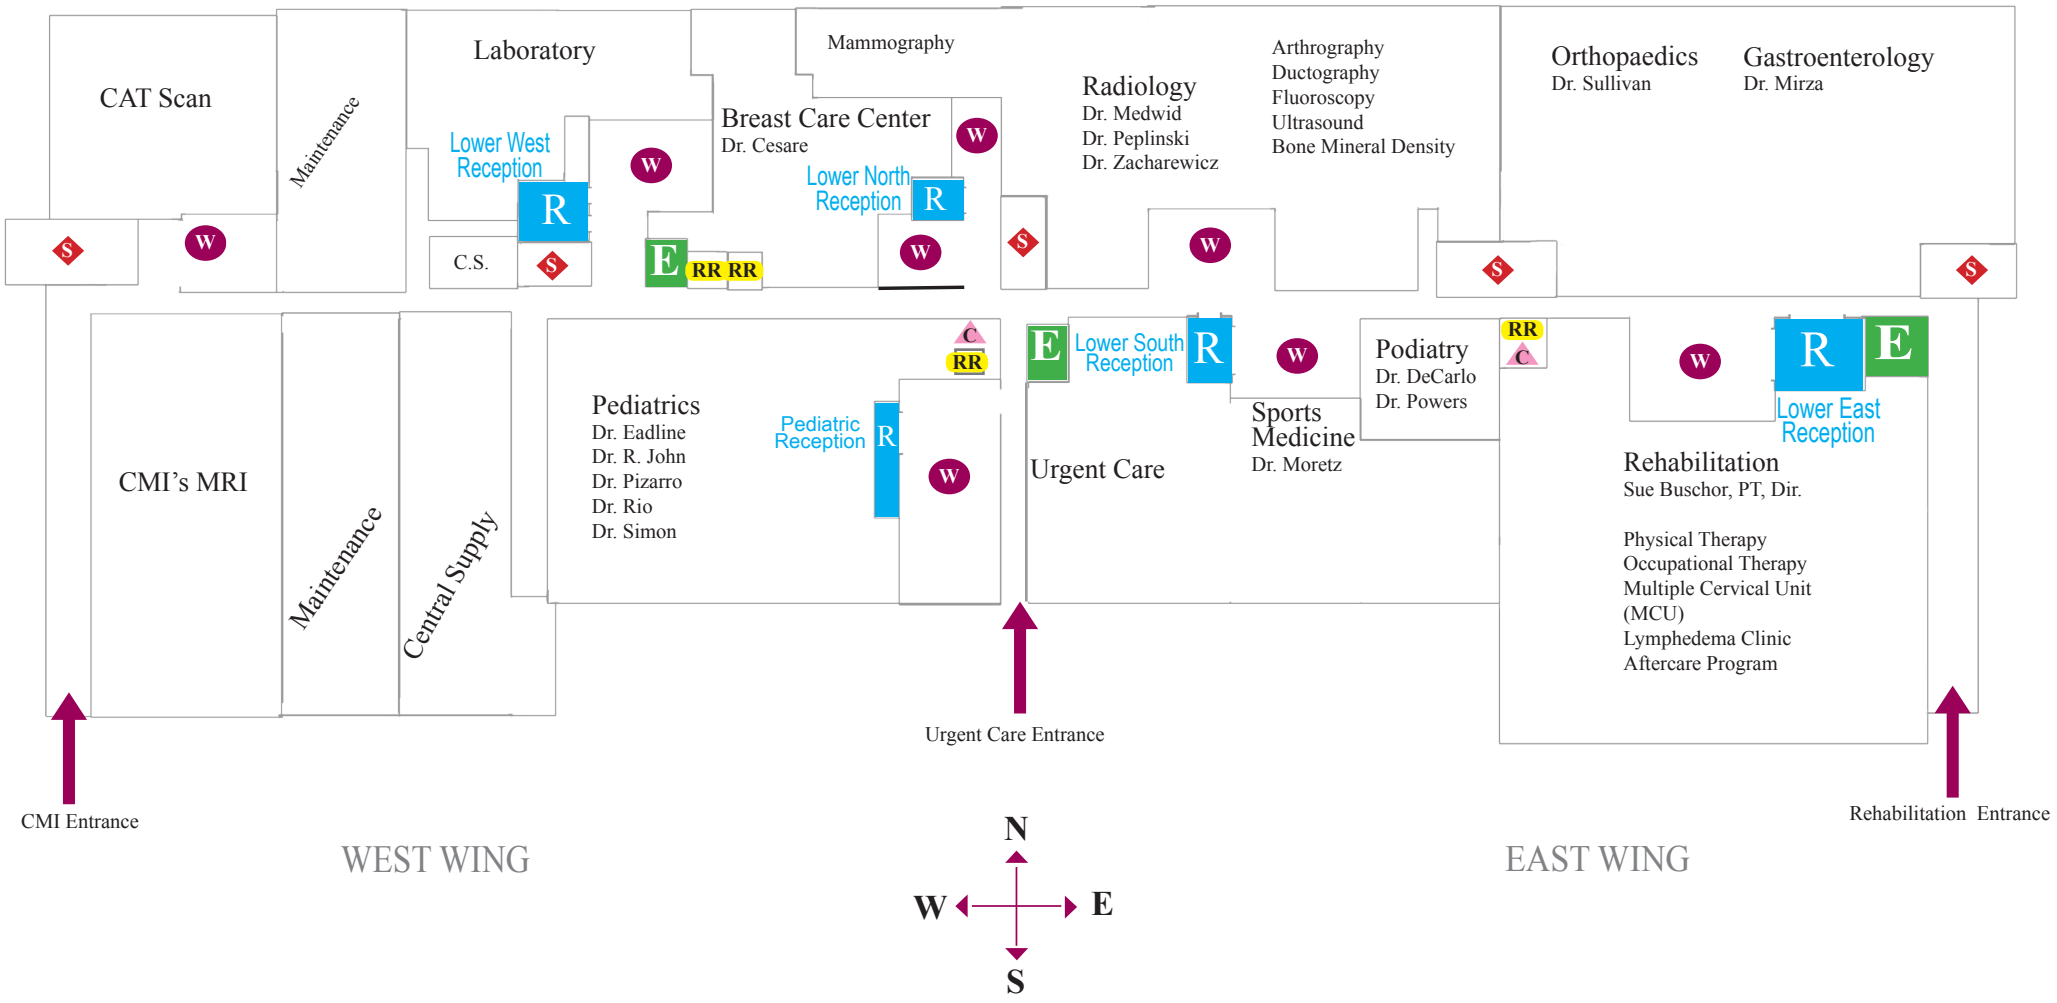 CAT Scan
Maintenance
Laboratory
Lower West
Reception
R
W
S
W
C.S.
S
E
RR
RR
Breast Care Center
Dr. Cesare
Mammography
Lower North
Reception
R
W
W
S
Radiology
Dr. Medwid
Dr. Peplinski
Dr. Zacharewicz
Arthrography
Ductography
Fluoroscopy
Ultrasound
Bone Mineral Density
W
Orthopaedics
Dr. Sullivan
Gastroenterology
Dr. Mirza
S
S
CMI's MRI
Maintenance
Central Supply
Pediatrics
Dr. Eadline
Dr. R. John
Dr. Pizarro
Dr. Rio
Dr. Simon
Pediatric
Reception
R
W
C
RR
E
Lower South
Reception
R
W
Urgent Care
Sports
Medicine
Dr. Moretz
Podiatry
Dr. DeCarlo
Dr. Powers
RR
C
W
R
E
Lower East
Reception
Rehabilitation
Sue Buschor, PT, Dir.
Physical Therapy
Occupational Therapy
Multiple Cervical Unit
(MCU)
Lymphedema Clinic
Aftercare Program
CMI Entrance
Urgent Care Entrance
Rehabilitation Entrance
WEST WING
EAST WING
N
W
E
S